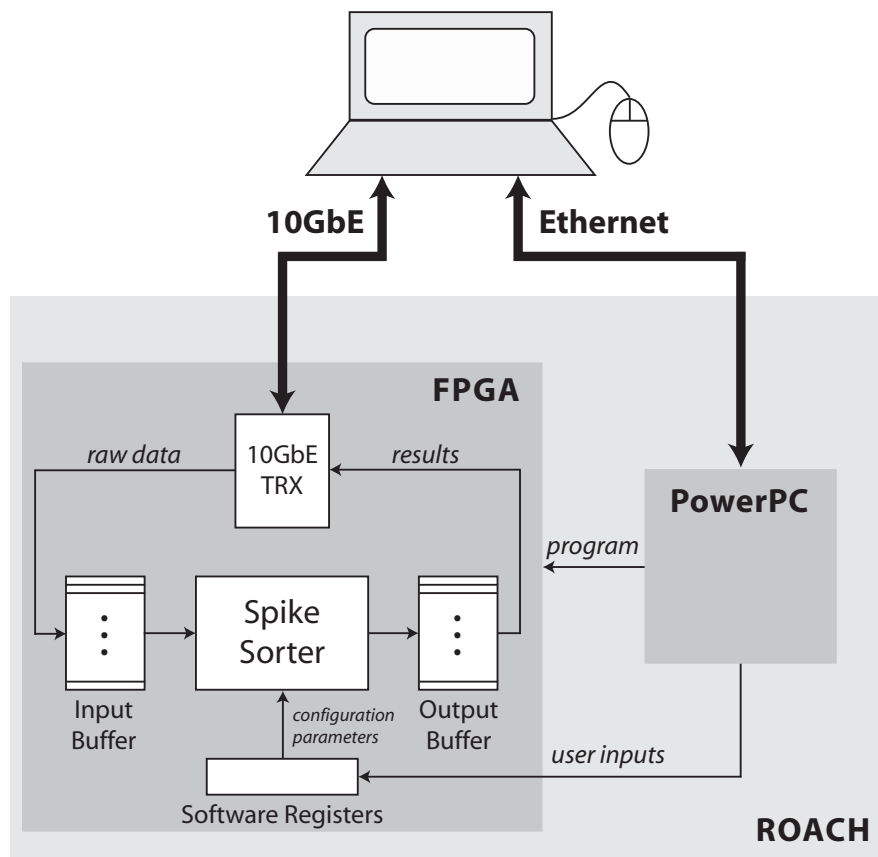 10GbE
Ethernet
FPGA
raw data
10GbE
TRX
results
PowerPC
program
Spike
Sorter
Input
Buffer
configuration
parameters
Output
Buffer
user inputs
Software Registers
ROACH